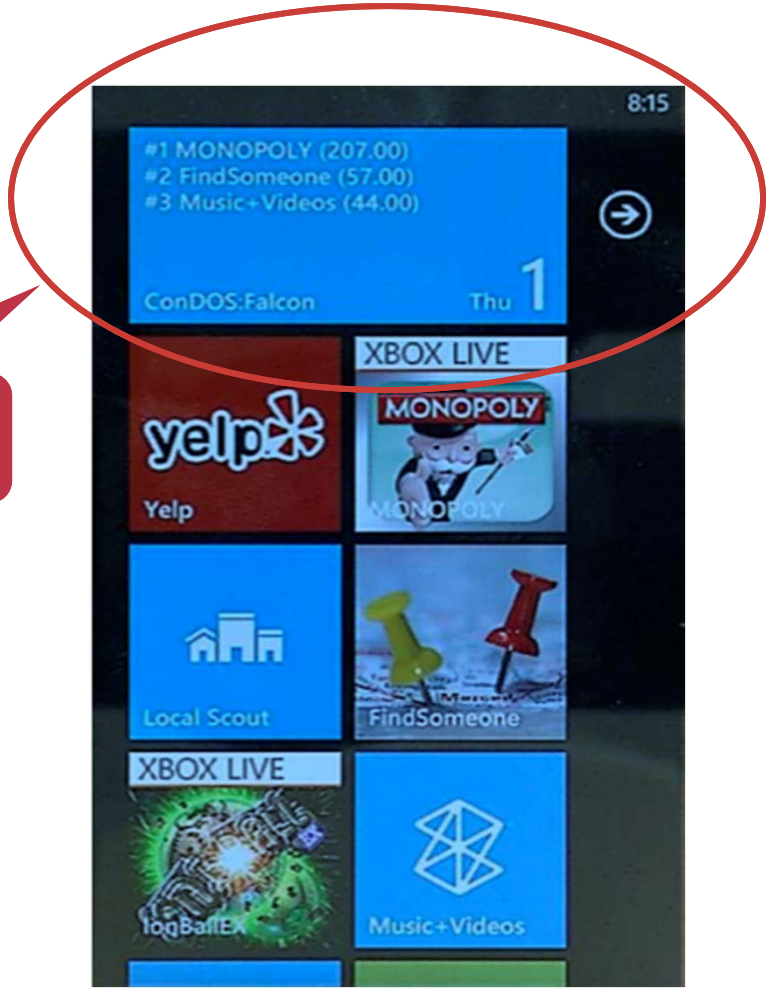 8:15
#1 MONOPOLY (207.00)
#2 FindSomeone (57.00)
#3 Music+Videos (44.00)
ConDOS:Falcon
Thu 1
XBOX LIVE
yelp
MONOPOLY
Yelp
MONOPOLY
Local Scout
FindSomeone
XBOX LIVE
IonBallEX
Music+Videos